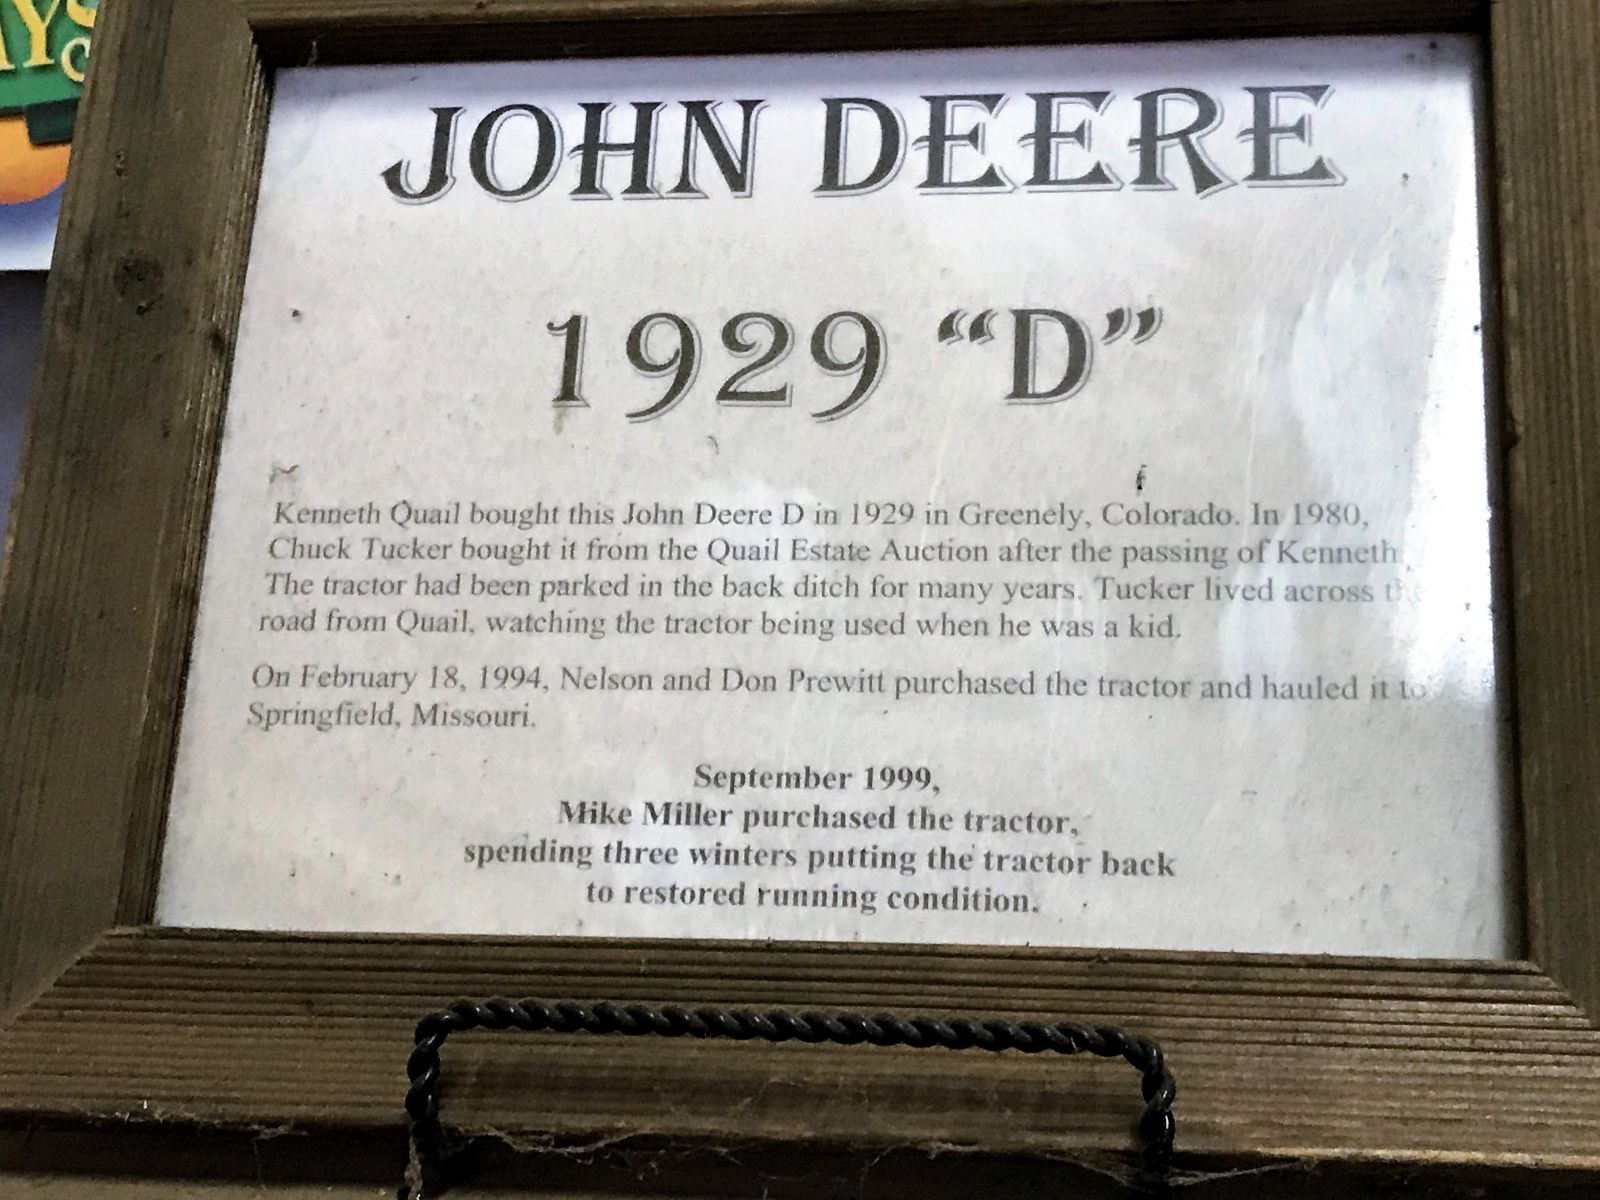 JOHN DEERE
1929 “D”
Kenneth Quail bought this John Deere D in 1929 in Greenely, Colorado. In 1980,
Chuck Tucker bought it from the Quail Estate Auction after the passing of Kenneth.
The tractor had been parked in the back ditch for many years. Tucker lived across the
road from Quail, watching the tractor being used when he was a kid.
On February 18, 1994, Nelson and Don Prewitt purchased the tractor and hauled it to
Springfield, Missouri.
September 1999,
Mike Miller purchased the tractor,
spending three winters putting the tractor back
to restored running condition.